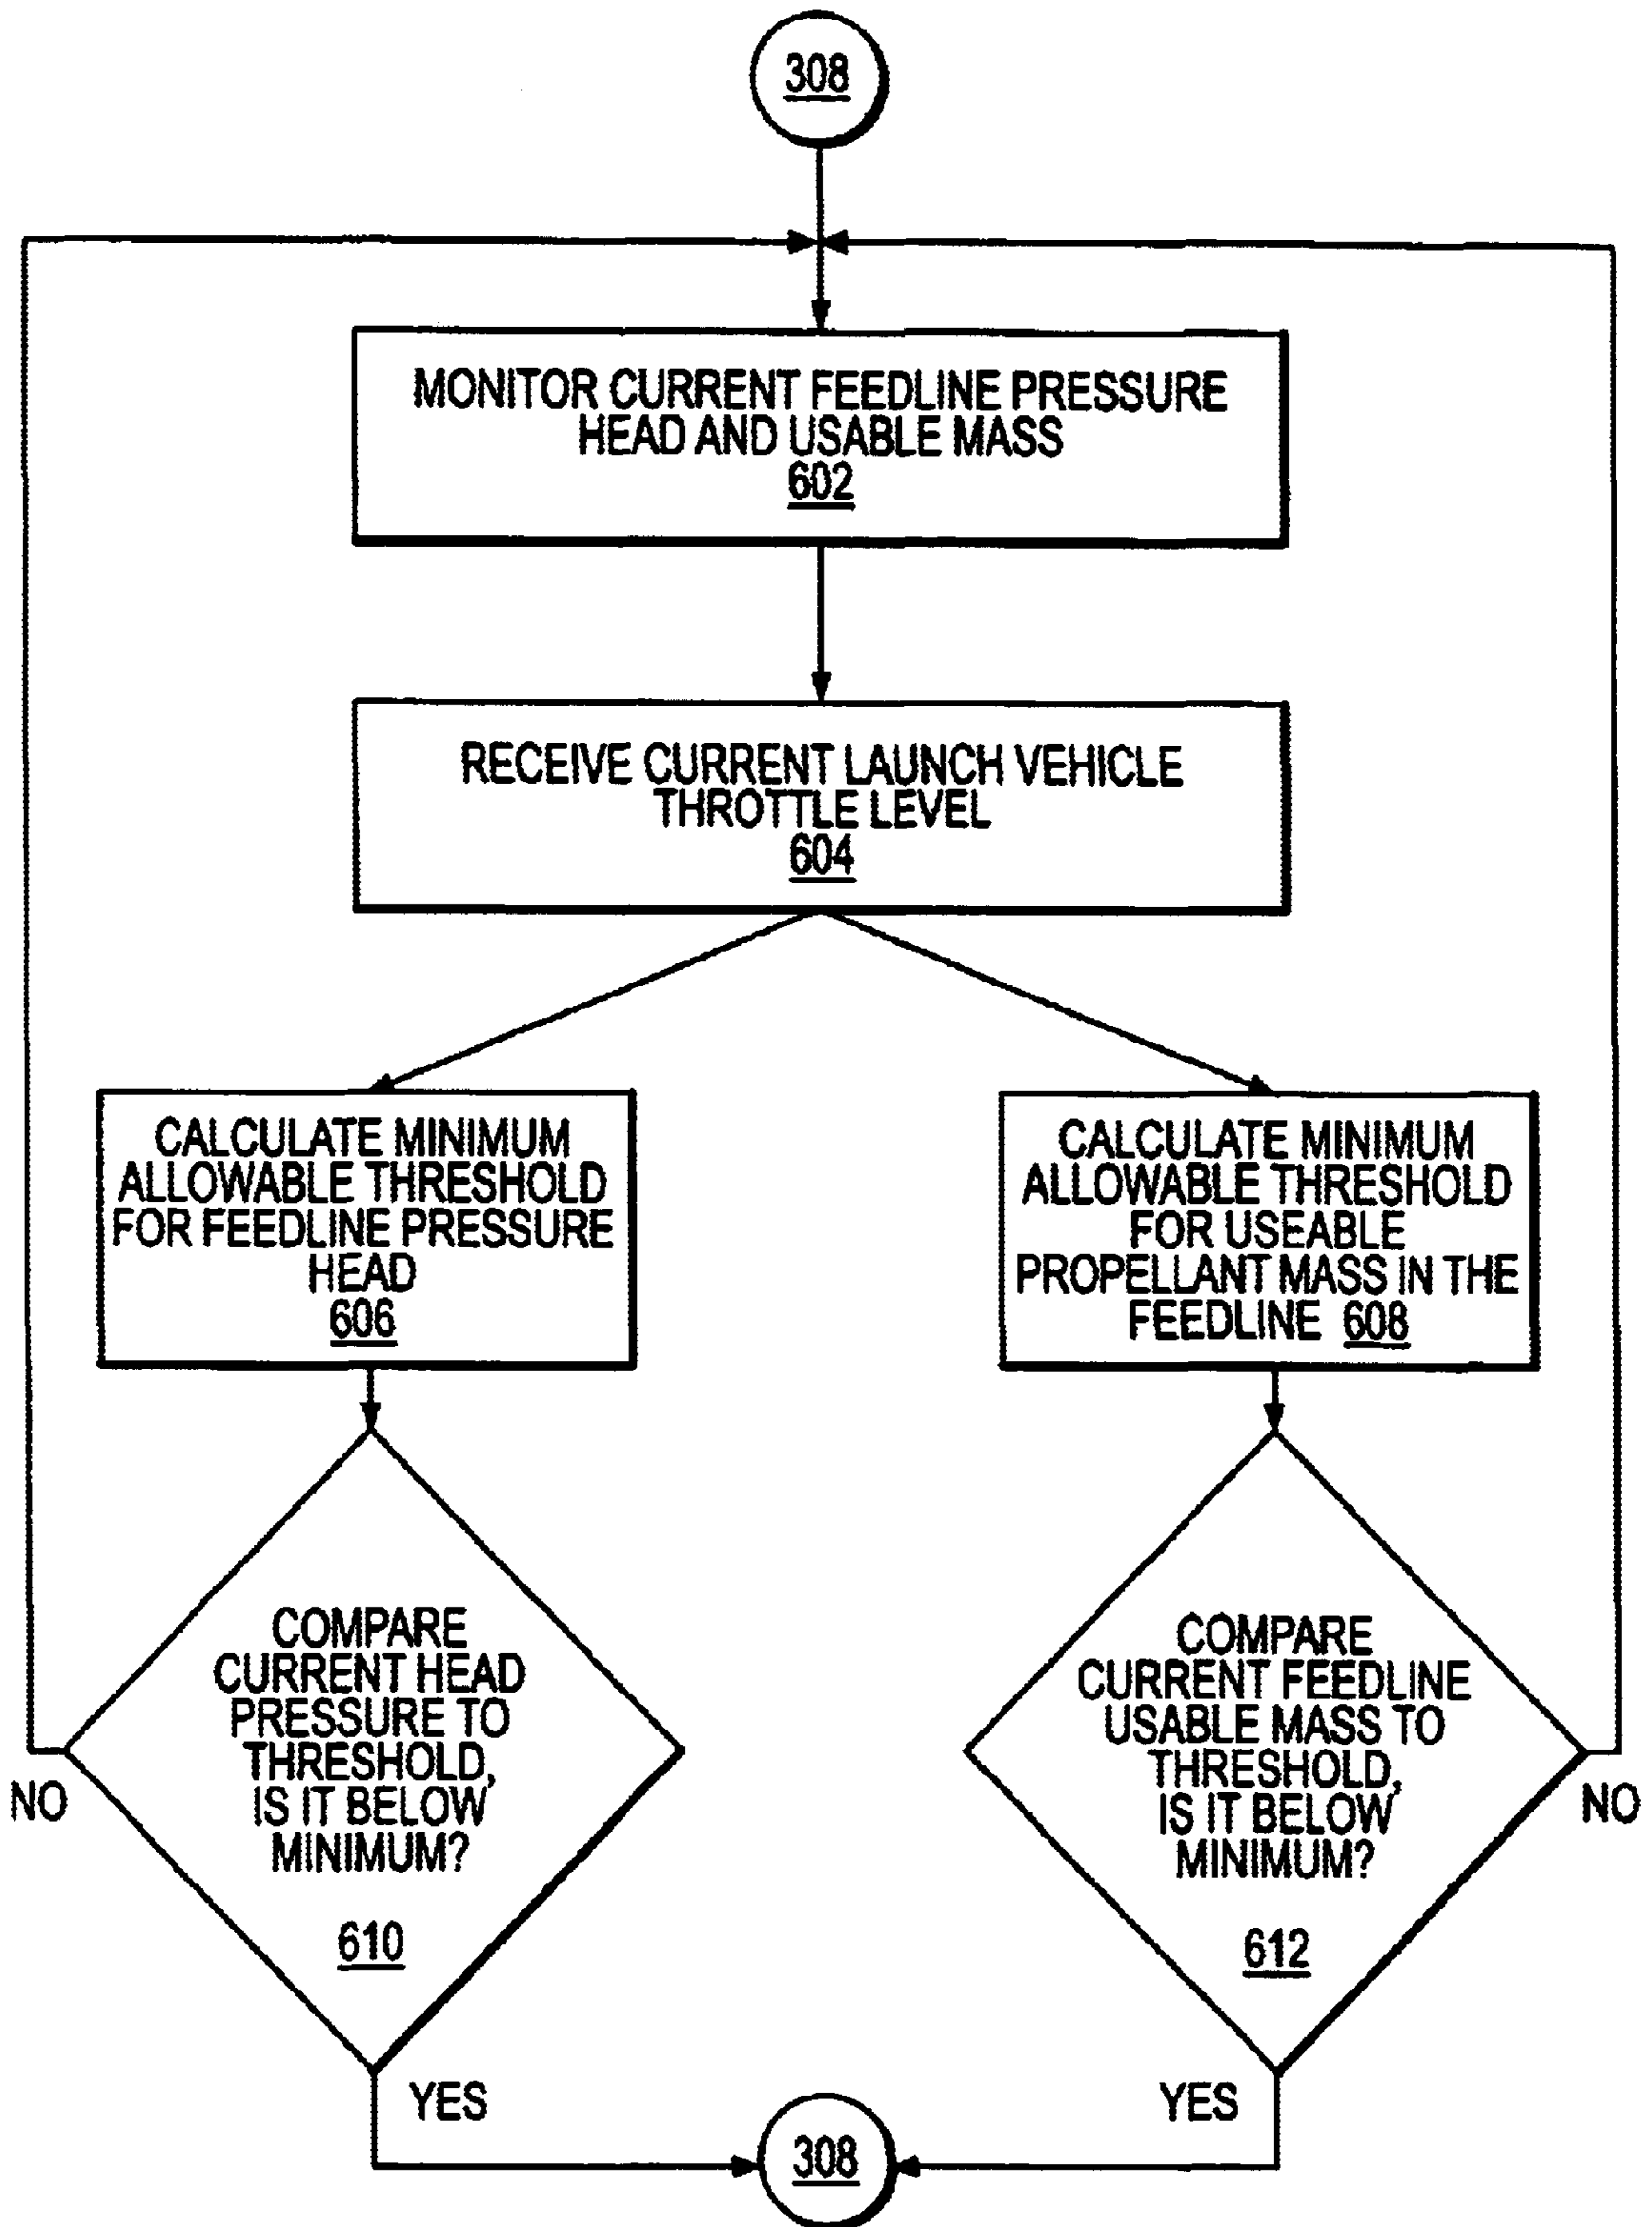 308
MONITOR CURRENT FEEDLINE PRESSURE
HEAD AND USABLE MASS
602
RECEIVE CURRENT LAUNCH VEHICLE
THROTTLE LEVEL
604
CALCULATE MINIMUM
ALLOWABLE THRESHOLD
FOR FEEDLINE PRESSURE
HEAD
606
CALCULATE MINIMUM
ALLOWABLE THRESHOLD
FOR USEABLE
PROPELLANT MASS IN THE
FEEDLINE 608
COMPARE
CURRENT HEAD
PRESSURE TO
THRESHOLD,
IS IT BELOW
MINIMUM?
610
NO
YES
COMPARE
CURRENT FEEDLINE
USABLE MASS TO
THRESHOLD,
IS IT BELOW
MINIMUM?
612
NO
YES
308